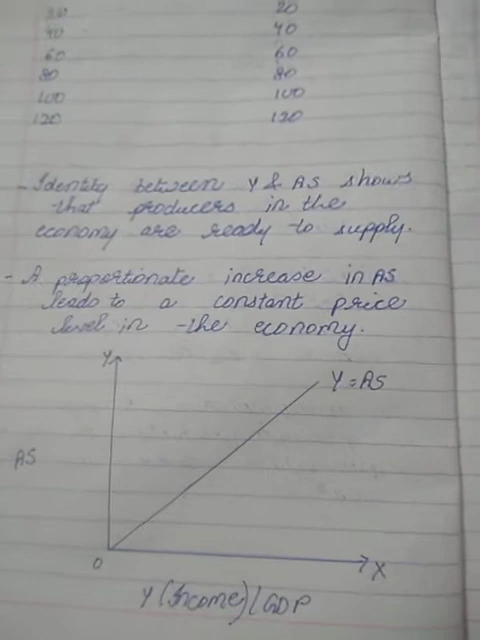 20 20
40 40
60 60
80 80
100 100
120 120
- Identity between Y & AS shows
that producers in the
economy are ready to supply.
- A proportionate increase in AS
leads to a constant price
level in the economy.
Y
Y = AS
AS
O
X
Y (Income) / GDP